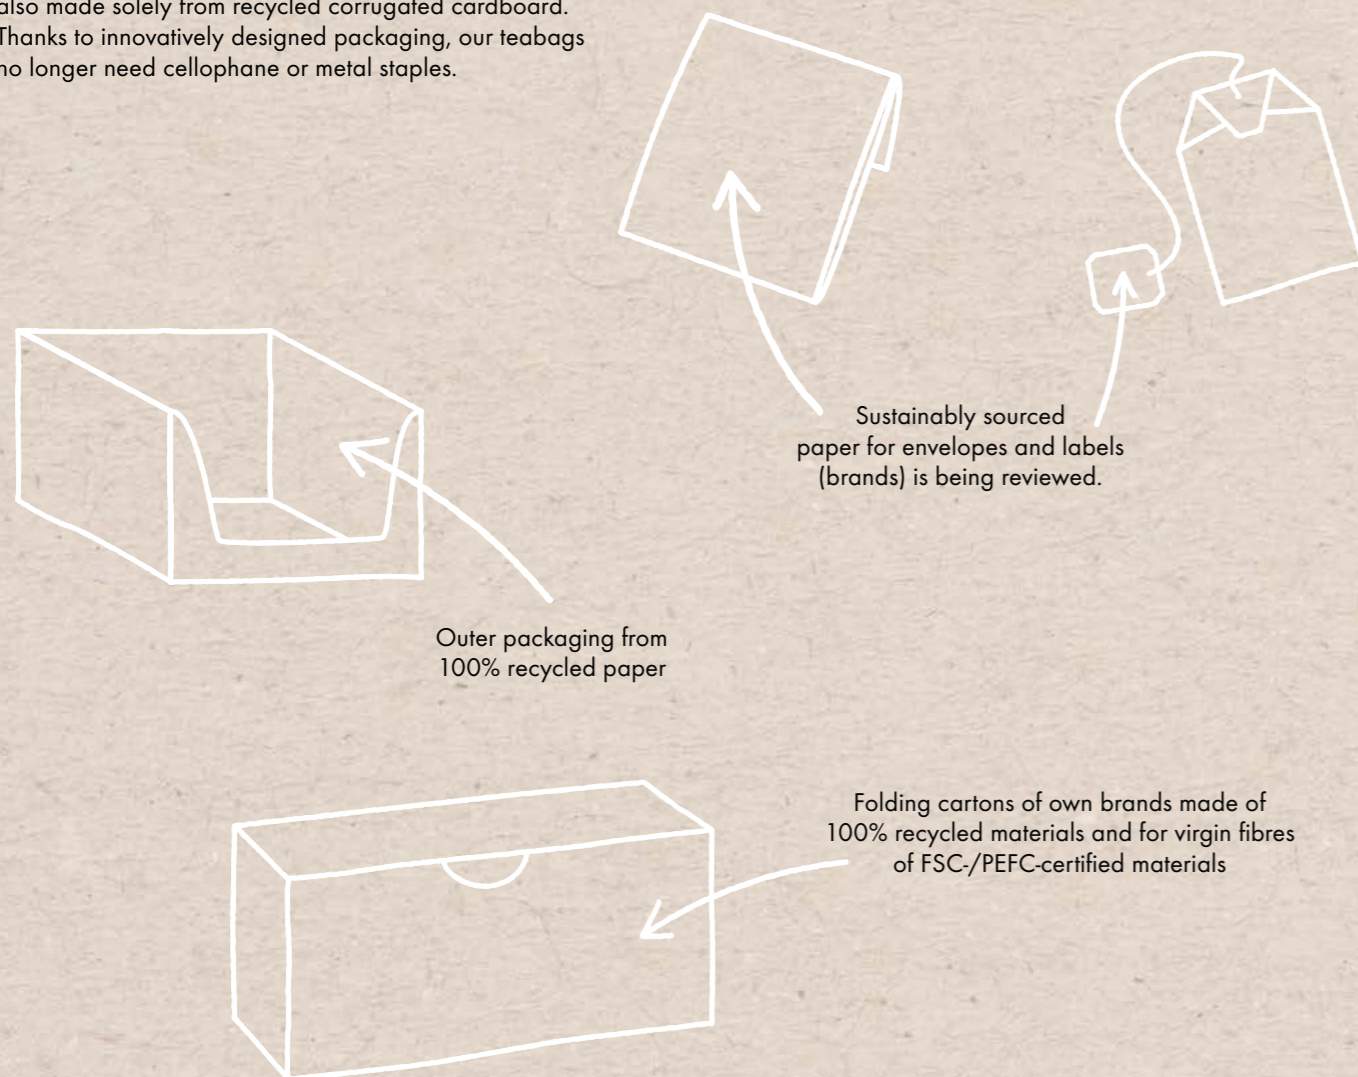 also made solely from recycled corrugated cardboard.
Thanks to innovatively designed packaging, our teabags
no longer need cellophane or metal staples.
Sustainably sourced
paper for envelopes and labels
(brands) is being reviewed.
Outer packaging from
100% recycled paper
Folding cartons of own brands made of
100% recycled materials and for virgin fibres
of FSC-/PEFC-certified materials